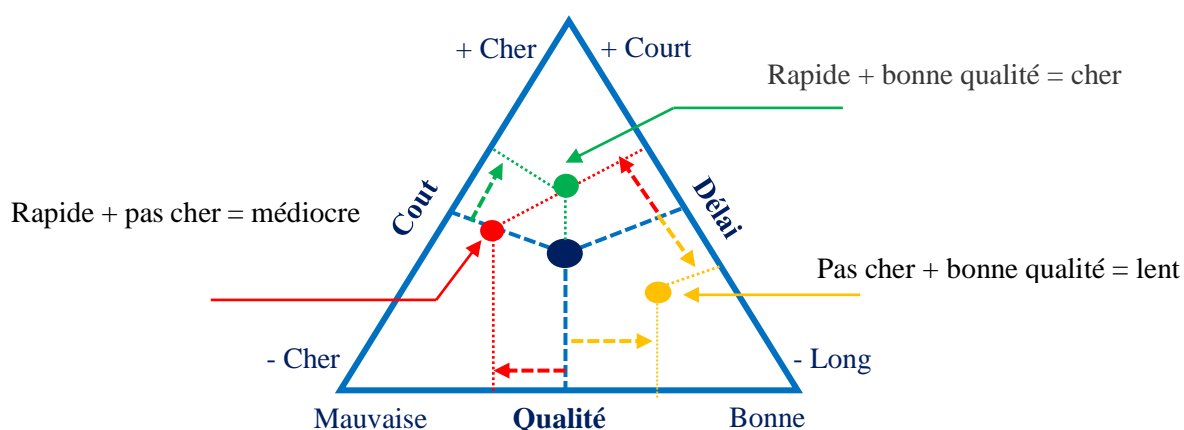 + Cher
+ Court
Rapide + bonne qualité = cher
Cout
Délai
Rapide + pas cher = médiocre
Pas cher + bonne qualité = lent
- Cher
- Long
Mauvaise
Qualité
Bonne